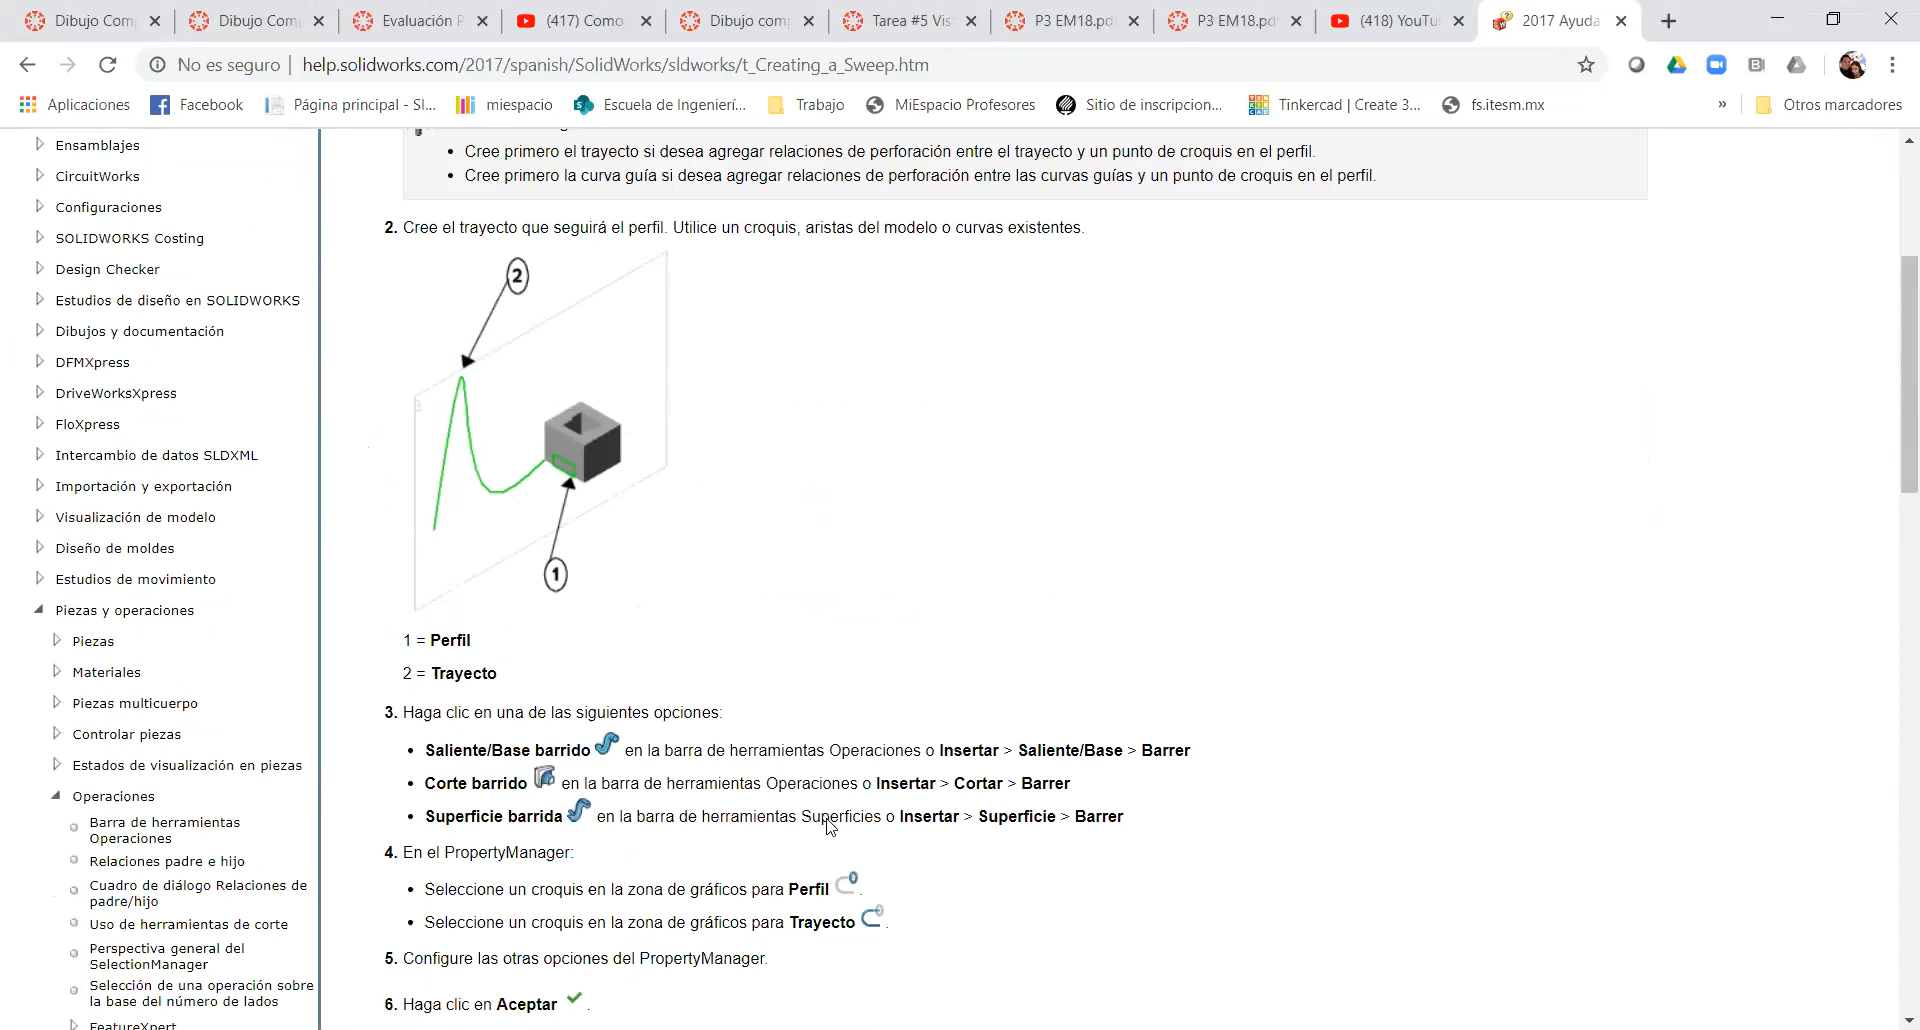 Dibujo Com
Dibujo Com
Evaluación P
(417) Como
Dibujo comp
Tarea #5 Vis
P3 EM18.pdf
P3 EM18.pdf
(418) YouTu
2017 Ayuda
No es seguro | help.solidworks.com/2017/spanish/SolidWorks/sldworks/t_Creating_a_Sweep.htm
Aplicaciones
Facebook
Página principal - Sl...
miespacio
Escuela de Ingenierí...
Trabajo
MiEspacio Profesores
Sitio de inscripcion...
Tinkercad | Create 3...
fs.itesm.mx
»
Otros marcadores
Ensamblajes
CircuitWorks
Configuraciones
SOLIDWORKS Costing
Design Checker
Estudios de diseño en SOLIDWORKS
Dibujos y documentación
DFMXpress
DriveWorksXpress
FloXpress
Intercambio de datos SLDXML
Importación y exportación
Visualización de modelo
Diseño de moldes
Estudios de movimiento
Piezas y operaciones
Piezas
Materiales
Piezas multicuerpo
Controlar piezas
Estados de visualización en piezas
Operaciones
Barra de herramientas
Operaciones
Relaciones padre e hijo
Cuadro de diálogo Relaciones de
padre/hijo
Uso de herramientas de corte
Perspectiva general del
SelectionManager
Selección de una operación sobre
la base del número de lados
FeatureXpert
• Cree primero el trayecto si desea agregar relaciones de perforación entre el trayecto y un punto de croquis en el perfil.
• Cree primero la curva guía si desea agregar relaciones de perforación entre las curvas guías y un punto de croquis en el perfil.
2. Cree el trayecto que seguirá el perfil. Utilice un croquis, aristas del modelo o curvas existentes.
2
1
1 = Perfil
2 = Trayecto
3. Haga clic en una de las siguientes opciones:
• Saliente/Base barrido en la barra de herramientas Operaciones o Insertar > Saliente/Base > Barrer
• Corte barrido en la barra de herramientas Operaciones o Insertar > Cortar > Barrer
• Superficie barrida en la barra de herramientas Superficies o Insertar > Superficie > Barrer
4. En el PropertyManager:
• Seleccione un croquis en la zona de gráficos para Perfil .
• Seleccione un croquis en la zona de gráficos para Trayecto .
5. Configure las otras opciones del PropertyManager.
6. Haga clic en Aceptar .